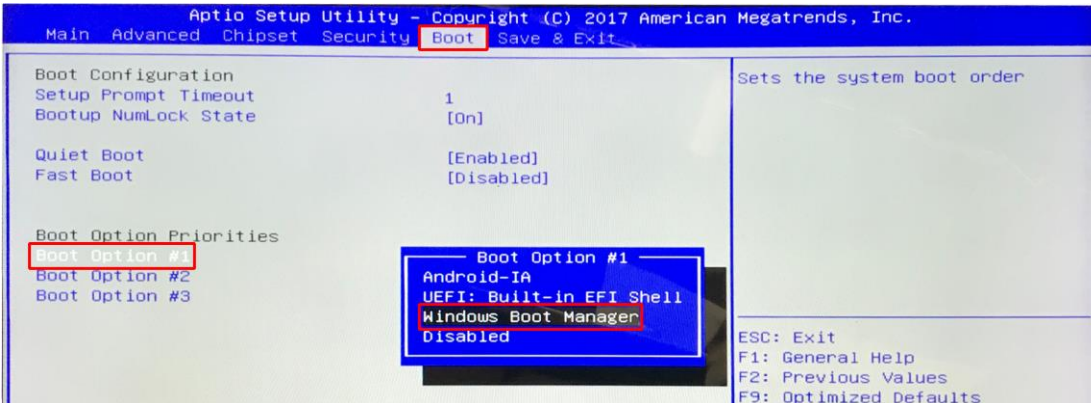 Aptio Setup Utility – Copyright (C) 2017 American Megatrends, Inc.
Main Advanced Chipset Security Boot Save & Exit
Boot Configuration
Setup Prompt Timeout 1
Bootup NumLock State [On]
Quiet Boot [Enabled]
Fast Boot [Disabled]
Boot Option Priorities
Boot Option #1
Boot Option #2
Boot Option #3
Boot Option #1
Android-IA
UEFI: Built-in EFI Shell
Windows Boot Manager
Disabled
Sets the system boot order
ESC: Exit
F1: General Help
F2: Previous Values
F9: Optimized Defaults